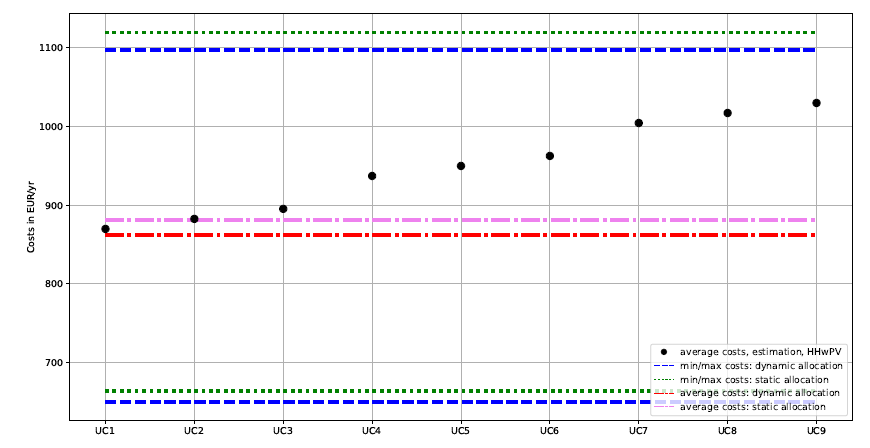 1100
1000
900
800
700
Costs in EUR/yr
UC1 UC2 UC3 UC4 UC5 UC6 UC7 UC8 UC9
average costs, estimation, HHwPV
min/max costs: dynamic allocation
min/max costs: static allocation
average costs: dynamic allocation
average costs: static allocation